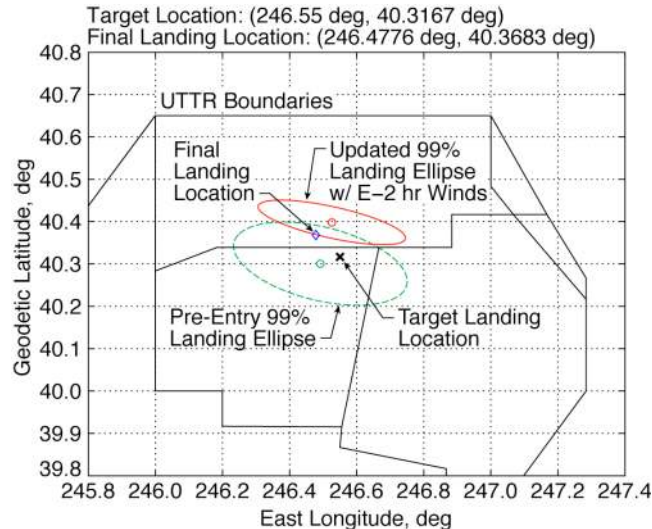 Target Location: (246.55 deg, 40.3167 deg)
Final Landing Location: (246.4776 deg, 40.3683 deg)
40.8
40.7
40.6
40.5
40.4
40.3
40.2
40.1
40.0
39.9
39.8
Geodetic Latitude, deg
UTTR Boundaries
Final
Landing
Location
Updated 99%
Landing Ellipse
w/ E−2 hr Winds
Pre-Entry 99%
Landing Ellipse
Target Landing
Location
245.8 246.0 246.2 246.4 246.6 246.8 247.0 247.2 247.4
East Longitude, deg